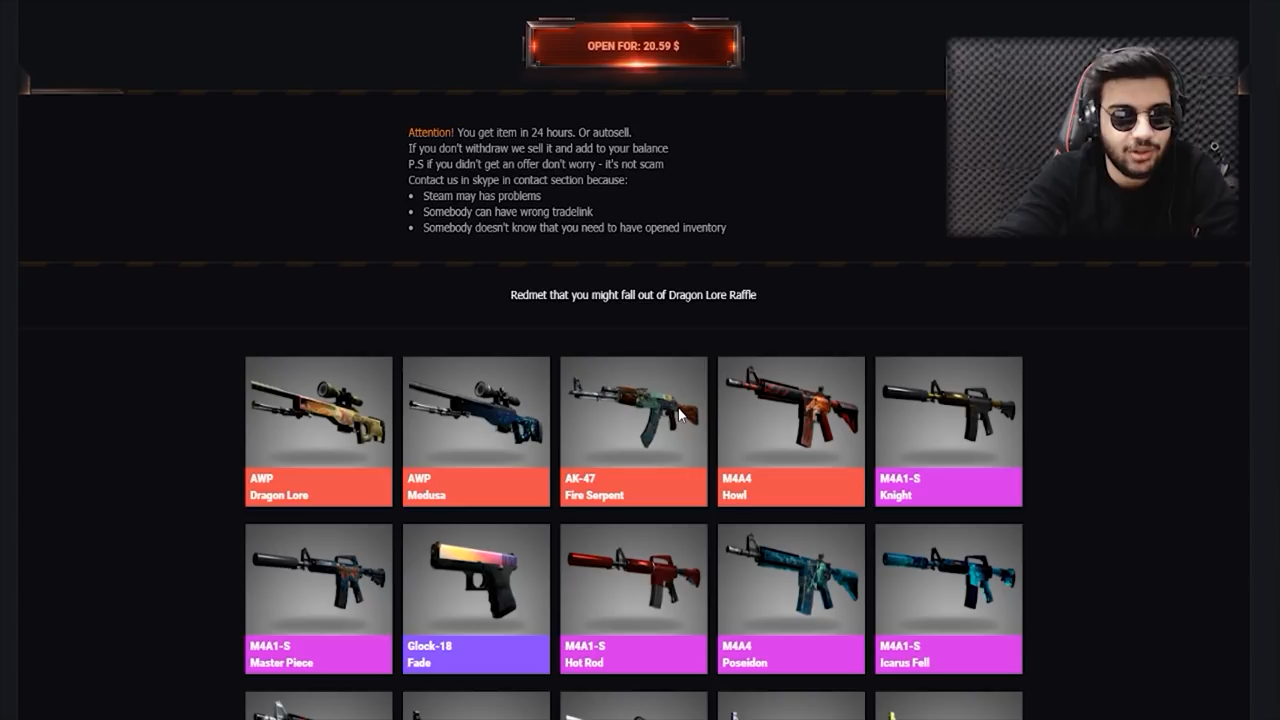 OPEN FOR: 20.59 $
Attention! You get item in 24 hours. Or autosell.
If you don't withdraw we sell it and add to your balance
P.S if you didn't get an offer don't worry - it's not scam
Contact us in skype in contact section because:
• Steam may has problems
• Somebody can have wrong tradelink
• Somebody doesn't know that you need to have opened inventory
Redmet that you might fall out of Dragon Lore Raffle
AWP
Dragon Lore
AWP
Medusa
AK-47
Fire Serpent
M4A4
Howl
M4A1-S
Knight
M4A1-S
Master Piece
Glock-18
Fade
M4A1-S
Hot Rod
M4A4
Poseidon
M4A1-S
Icarus Fell